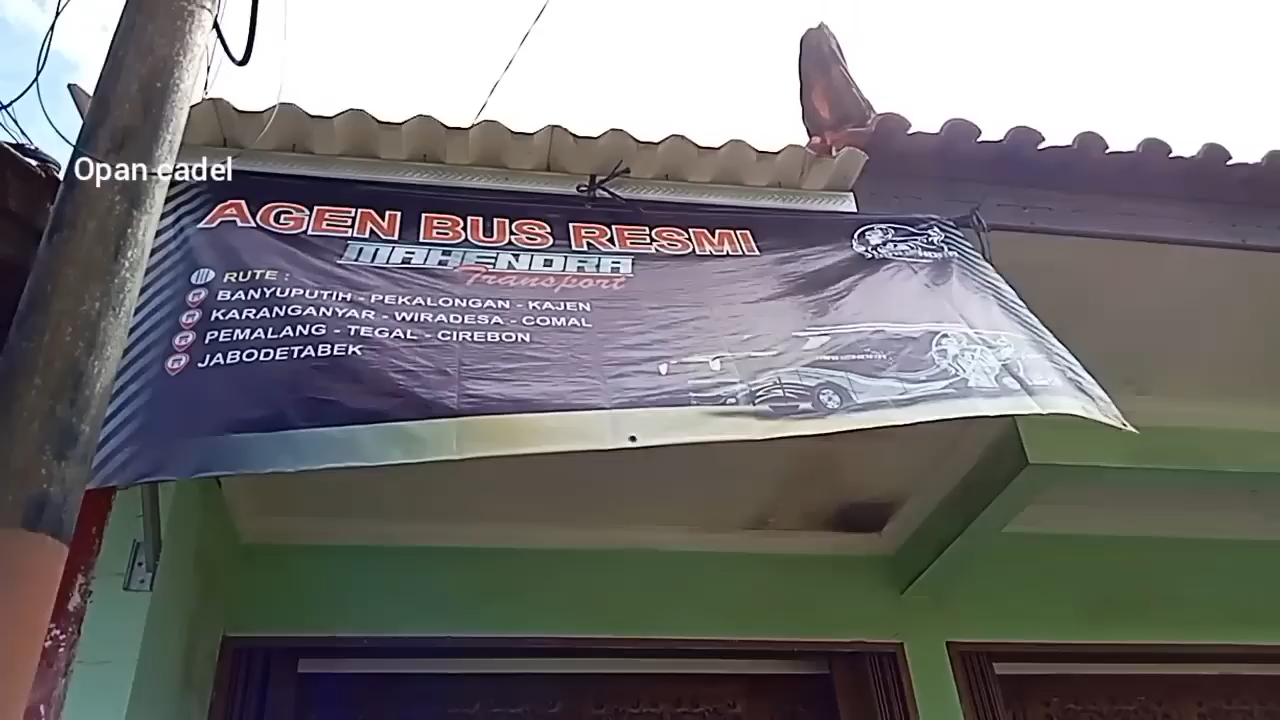 Opan cadel
AGEN BUS RESMI
MAHENDRA
Transport
RUTE :
BANYUPUTIH - PEKALONGAN - KAJEN
KARANGANYAR - WIRADESA - COMAL
PEMALANG - TEGAL - CIREBON
JABODETABEK